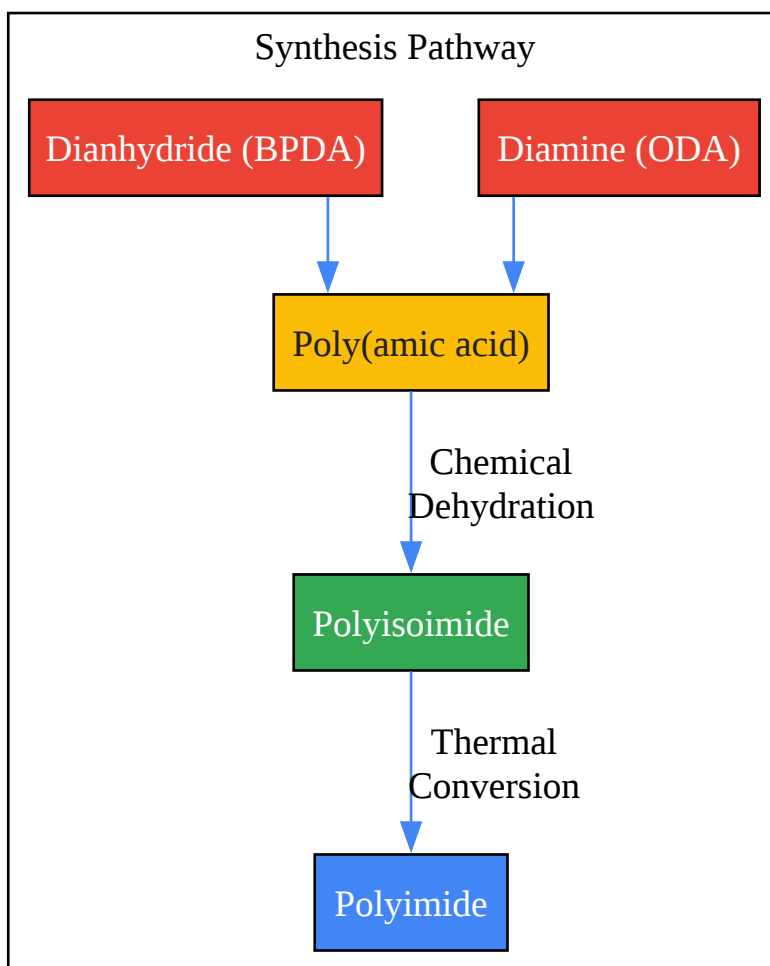 Synthesis Pathway
Dianhydride (BPDA)
Diamine (ODA)
Poly(amic acid)
Chemical
Dehydration
Polyisoimide
Thermal
Conversion
Polyimide